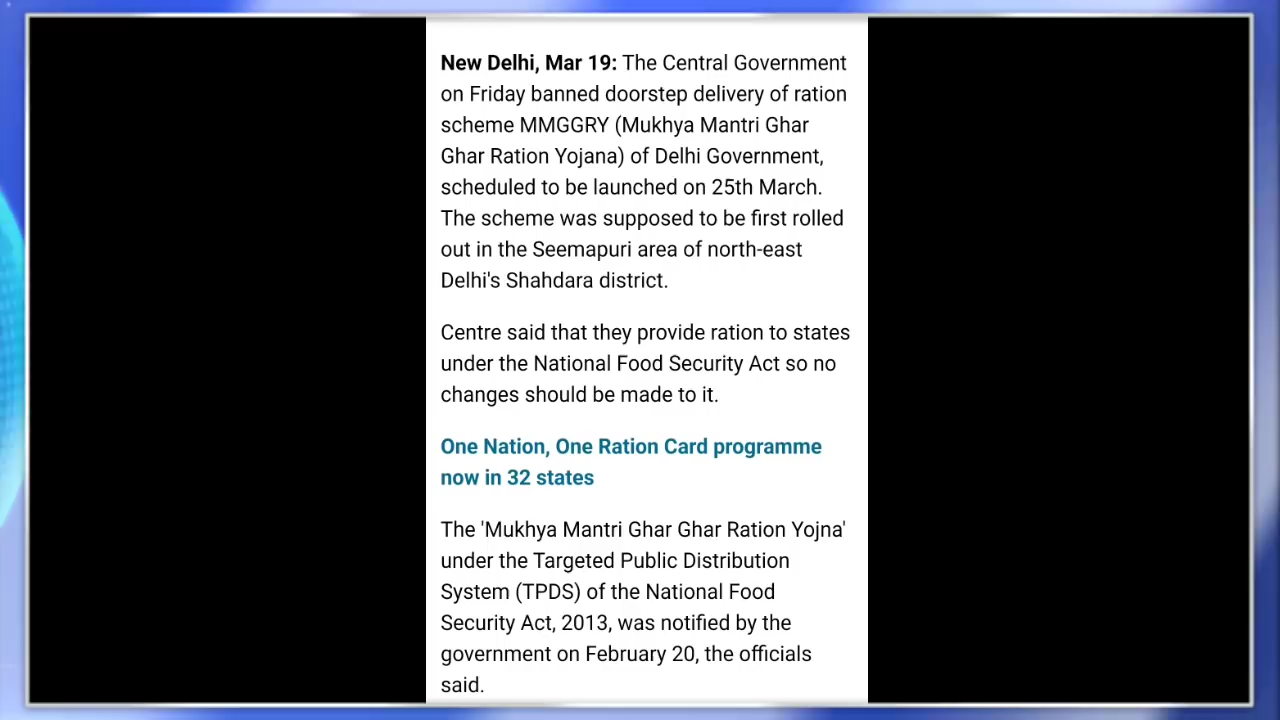 New Delhi, Mar 19: The Central Government
on Friday banned doorstep delivery of ration
scheme MMGGRY (Mukhya Mantri Ghar
Ghar Ration Yojana) of Delhi Government,
scheduled to be launched on 25th March.
The scheme was supposed to be first rolled
out in the Seemapuri area of north-east
Delhi's Shahdara district.
Centre said that they provide ration to states
under the National Food Security Act so no
changes should be made to it.
One Nation, One Ration Card programme
now in 32 states
The 'Mukhya Mantri Ghar Ghar Ration Yojna'
under the Targeted Public Distribution
System (TPDS) of the National Food
Security Act, 2013, was notified by the
government on February 20, the officials
said.